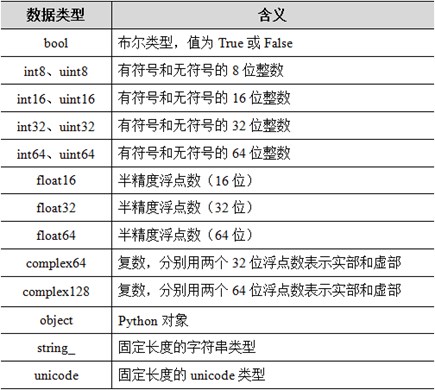 数据类型 含义
bool 布尔类型，值为 True 或 False
int8、uint8 有符号和无符号的 8 位整数
int16、uint16 有符号和无符号的 16 位整数
int32、uint32 有符号和无符号的 32 位整数
int64、uint64 有符号和无符号的 64 位整数
float16 半精度浮点数（16 位）
float32 半精度浮点数（32 位）
float64 半精度浮点数（64 位）
complex64 复数，分别用两个 32 位浮点数表示实部和虚部
complex128 复数，分别用两个 64 位浮点数表示实部和虚部
object Python 对象
string_ 固定长度的字符串类型
unicode 固定长度的 unicode 类型